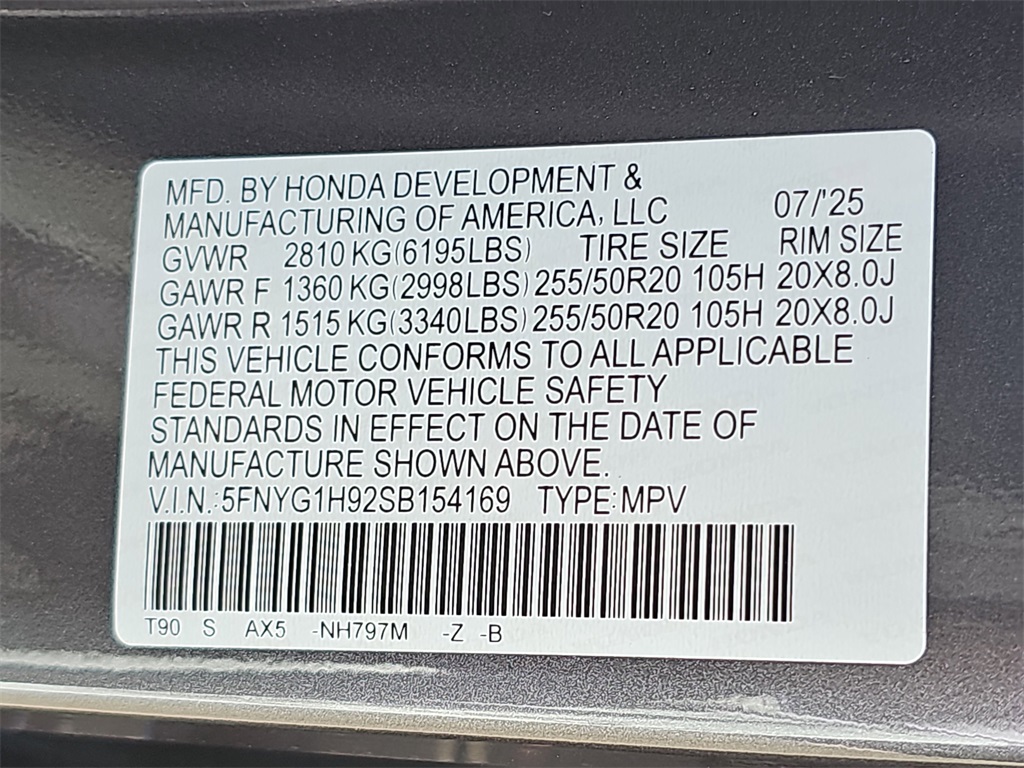 MFD. BY HONDA DEVELOPMENT &
MANUFACTURING OF AMERICA, LLC 07/'25
GVWR 2810 KG(6195LBS) TIRE SIZE RIM SIZE
GAWR F 1360 KG(2998LBS) 255/50R20 105H 20X8.0J
GAWR R 1515 KG(3340LBS) 255/50R20 105H 20X8.0J
THIS VEHICLE CONFORMS TO ALL APPLICABLE
FEDERAL MOTOR VEHICLE SAFETY
STANDARDS IN EFFECT ON THE DATE OF
MANUFACTURE SHOWN ABOVE.
V.I.N.:5FNYG1H92SB154169 TYPE:MPV
T90 S AX5 -NH797M -Z -B